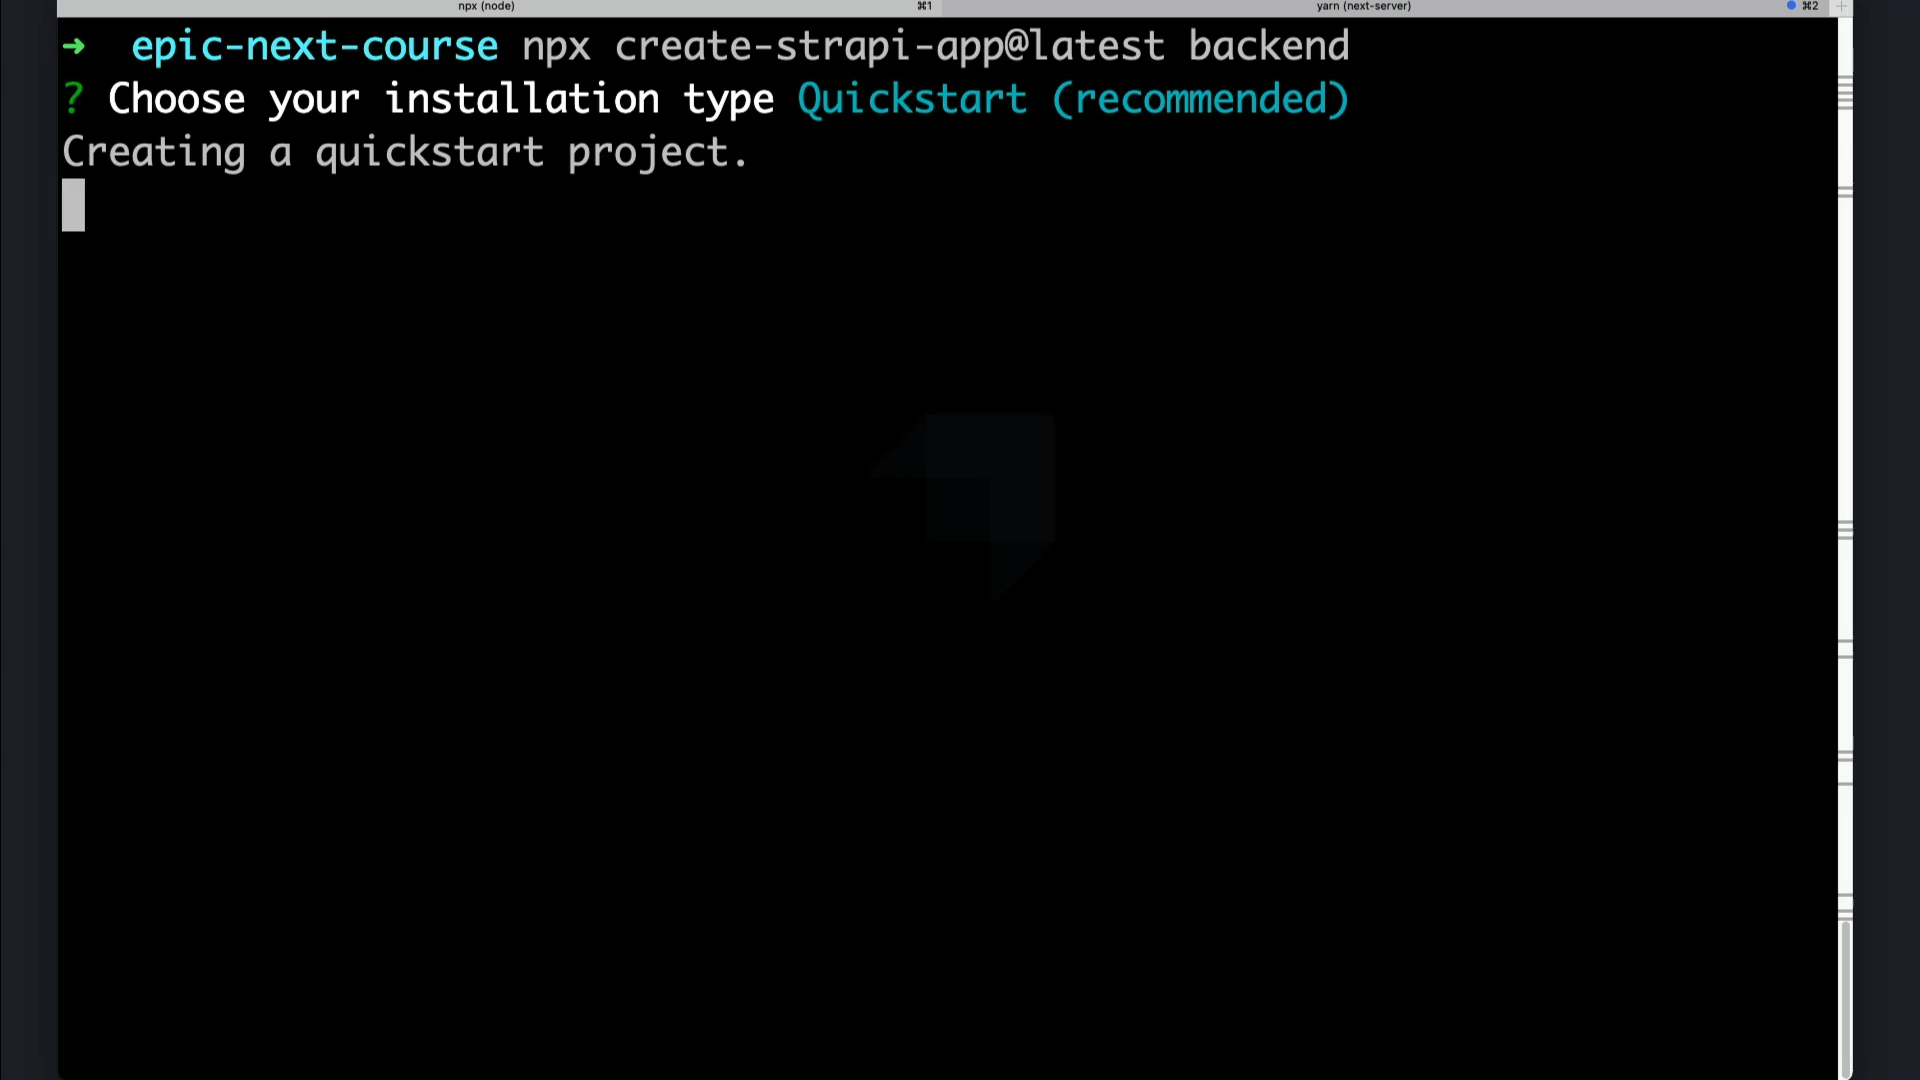 npx (node) ⌘1 yarn (next-server) ⌘2 +
➜ epic-next-course npx create-strapi-app@latest backend
? Choose your installation type Quickstart (recommended)
Creating a quickstart project.